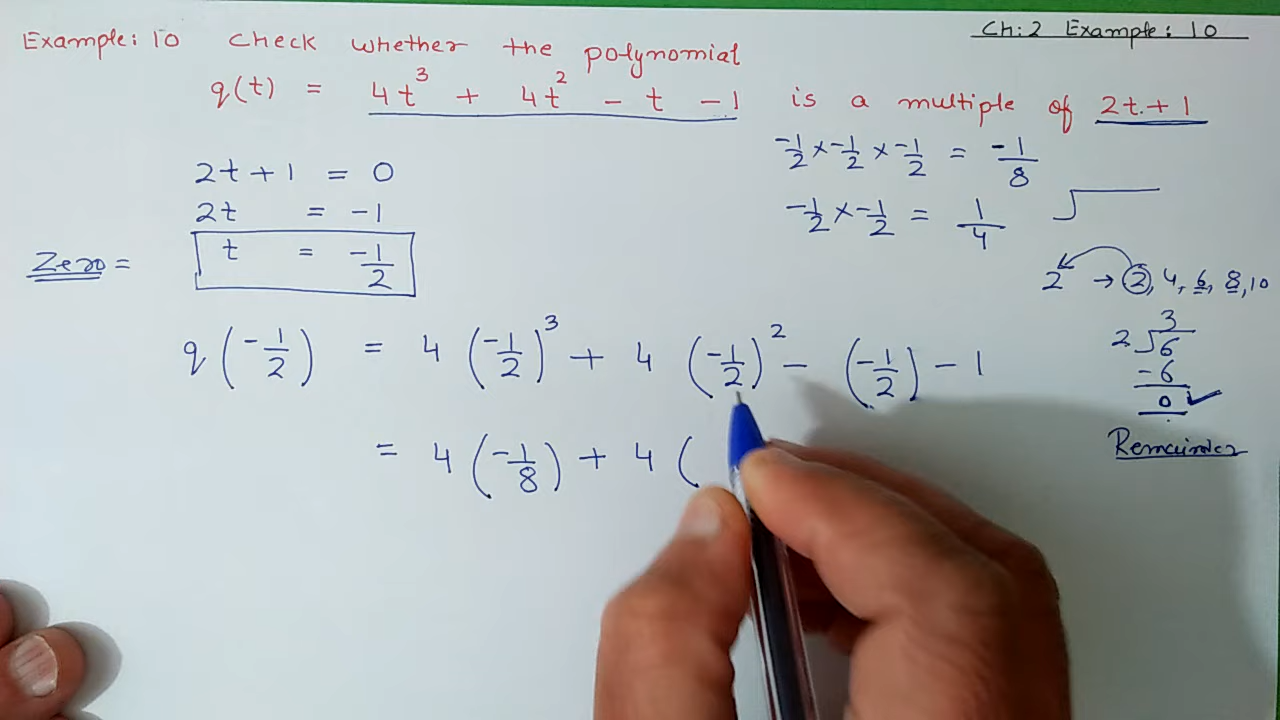 Ch:2 Example: 10
Example: 10 Check whether the polynomial
q(t) = 4t³ + 4t² - t - 1 is a multiple of 2t+1
2t+1 = 0
2t = -1
Zero = t = -1/2
-1/2 × -1/2 × -1/2 = -1/8
-1/2 × -1/2 = 1/4
2 → 2, 4, 6, 8, 10
3
2 6
-6
0 ✓
Remainder
q(-1/2) = 4(-1/2)³ + 4(-1/2)² - (-1/2) - 1
= 4(-1/8) + 4(